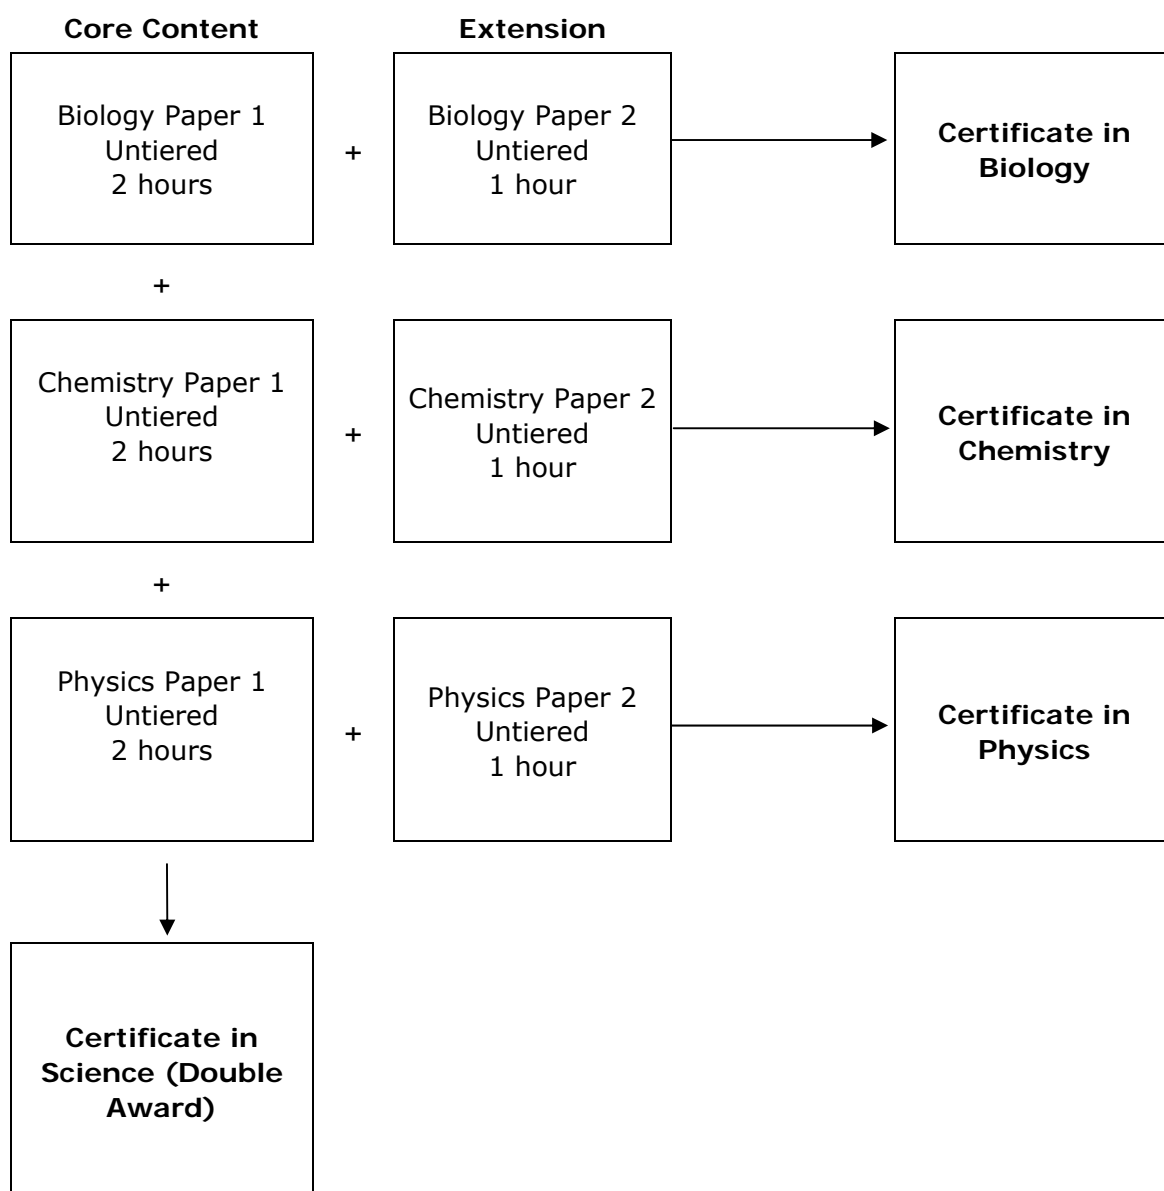 Core Content
Extension
Biology Paper 1
Untiered
2 hours
+
Biology Paper 2
Untiered
1 hour
Certificate in
Biology
+
Chemistry Paper 1
Untiered
2 hours
+
Chemistry Paper 2
Untiered
1 hour
Certificate in
Chemistry
+
Physics Paper 1
Untiered
2 hours
+
Physics Paper 2
Untiered
1 hour
Certificate in
Physics
Certificate in
Science (Double
Award)